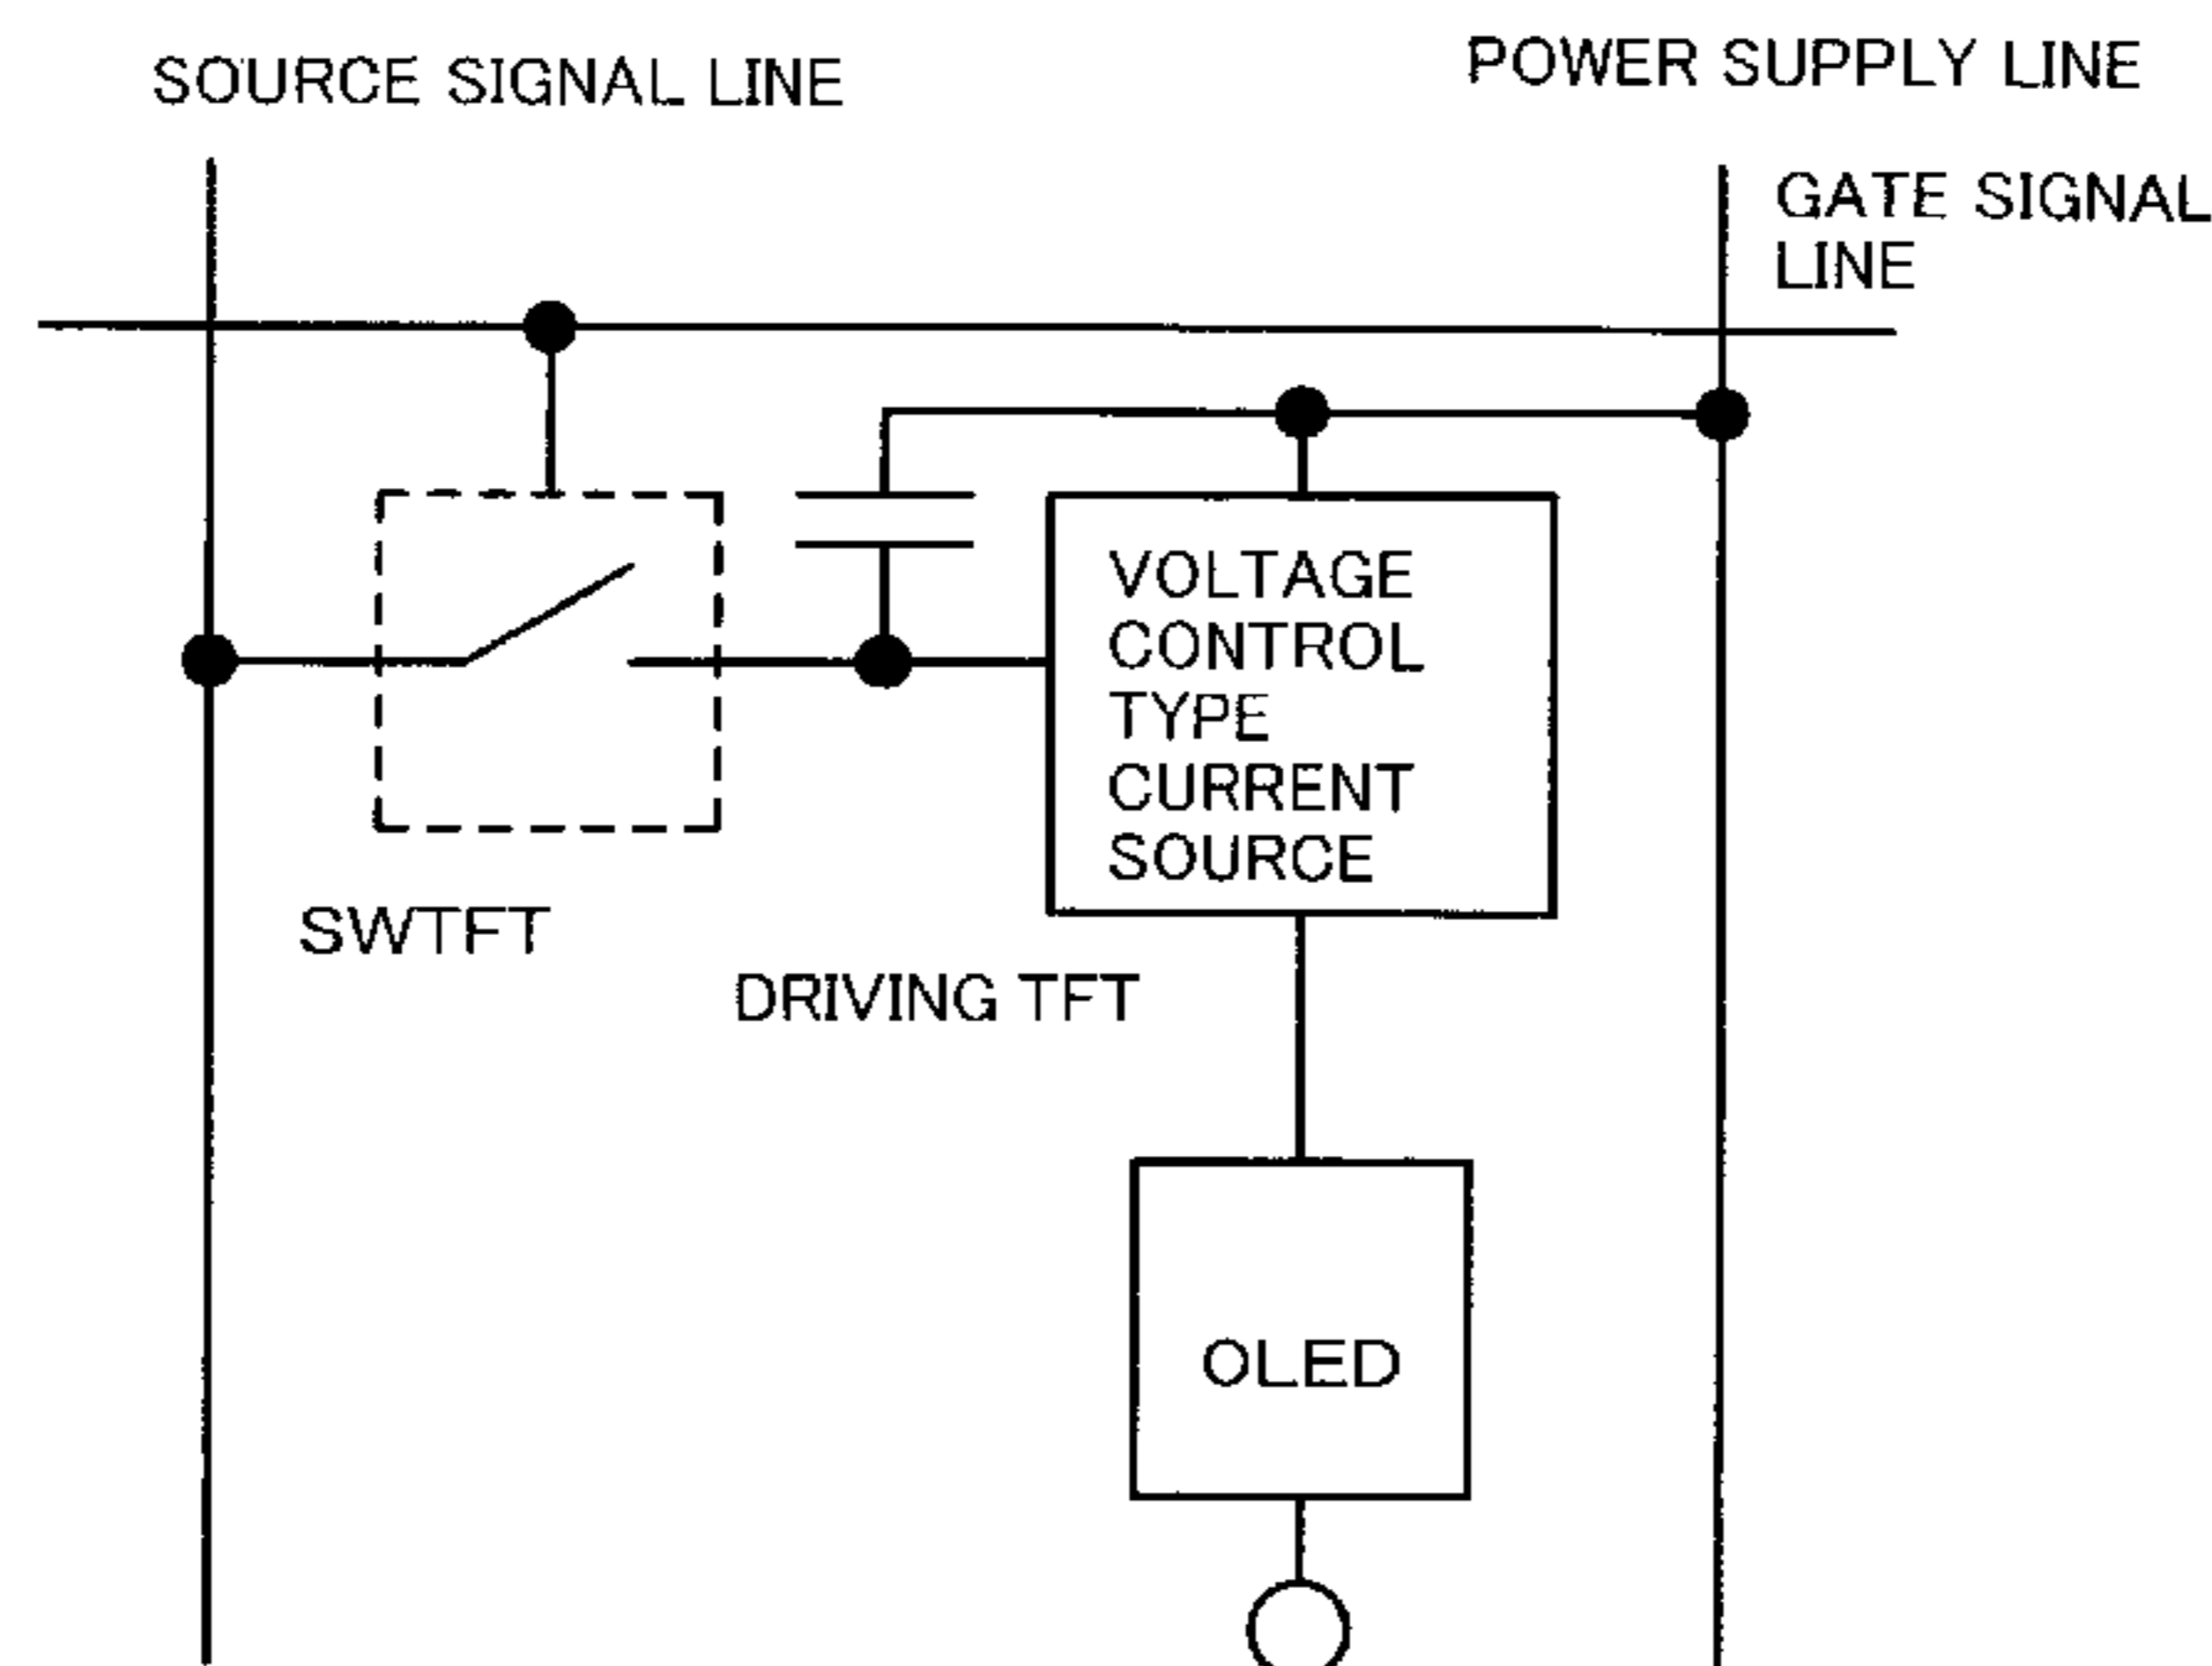 SOURCE SIGNAL LINE
POWER SUPPLY LINE
GATE SIGNAL
LINE
VOLTAGE
CONTROL
TYPE
CURRENT
SOURCE
SWTFT
DRIVING TFT
OLED